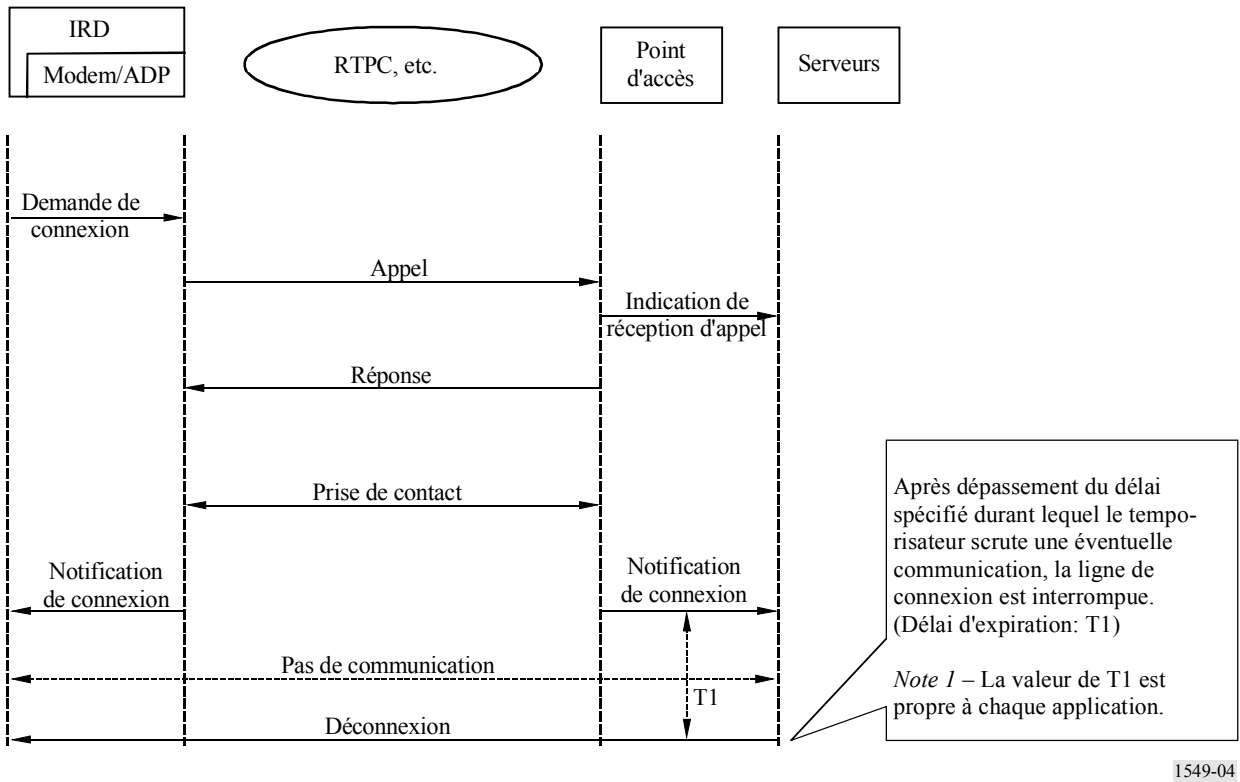 IRD
Modem/ADP
RTPC, etc.
Point
d'accès
Serveurs
Demande de
connexion
Appel
Indication de
réception d'appel
Réponse
Prise de contact
Notification
de connexion
Notification
de connexion
Pas de communication
T1
Déconnexion
Après dépassement du délai
spécifié durant lequel le tempo-
risateur scrute une éventuelle
communication, la ligne de
connexion est interrompue.
(Délai d'expiration: T1)
Note 1 – La valeur de T1 est
propre à chaque application.
1549-04